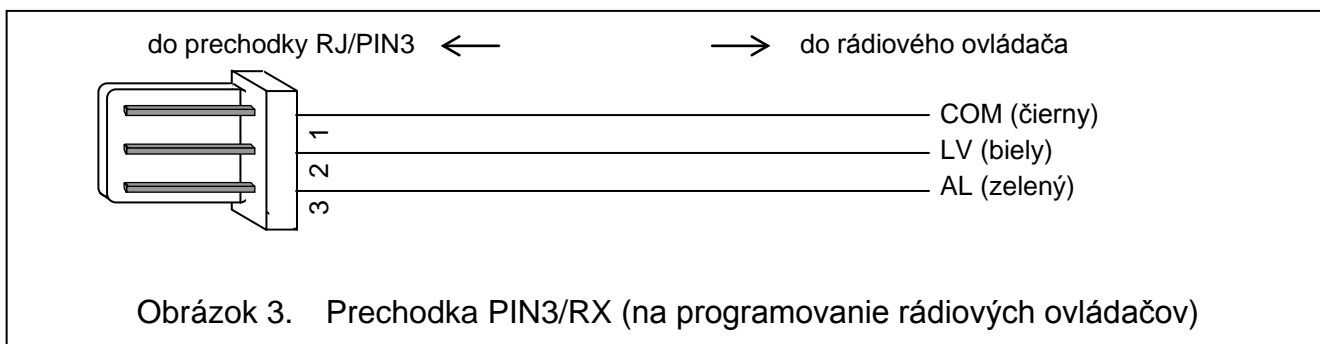 do prechodky RJ/PIN3
do rádiového ovládača
COM (čierny)
1
LV (biely)
2
AL (zelený)
3
Obrázok 3. Prechodka PIN3/RX (na programovanie rádiových ovládačov)